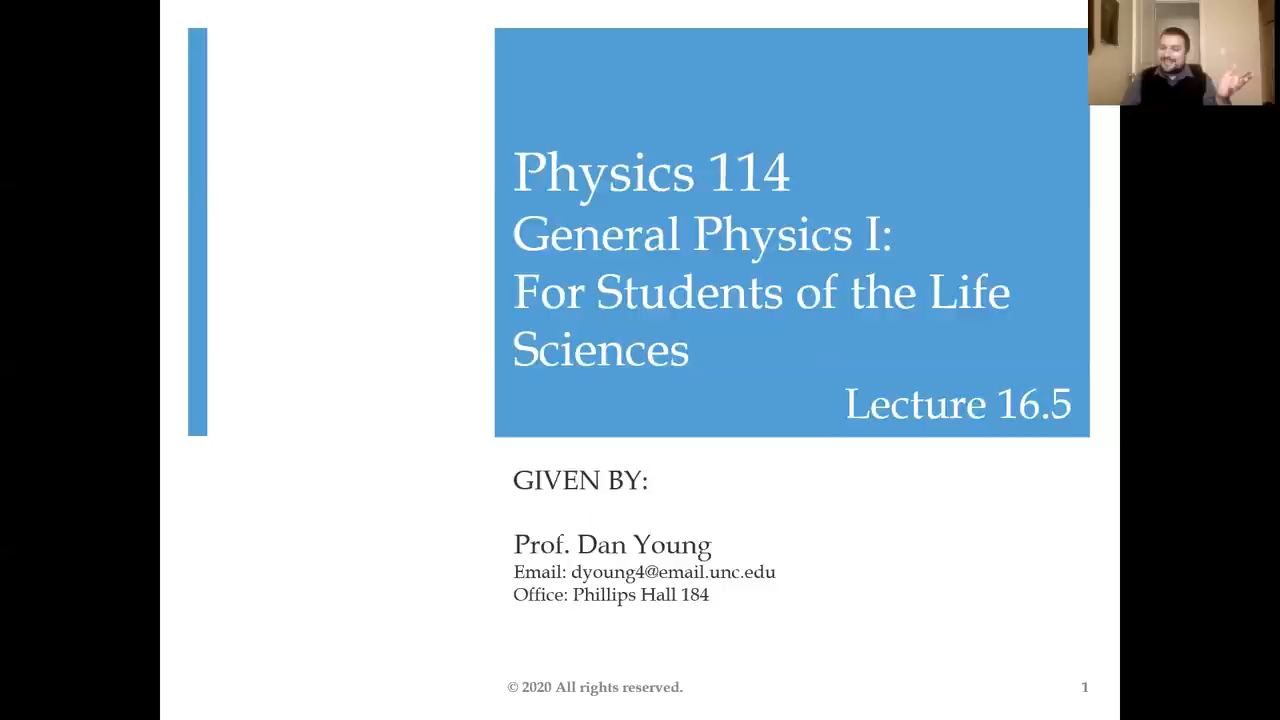 Physics 114
General Physics I:
For Students of the Life
Sciences
Lecture 16.5
GIVEN BY:
Prof. Dan Young
Email: dyoung4@email.unc.edu
Office: Phillips Hall 184
© 2020 All rights reserved.
1